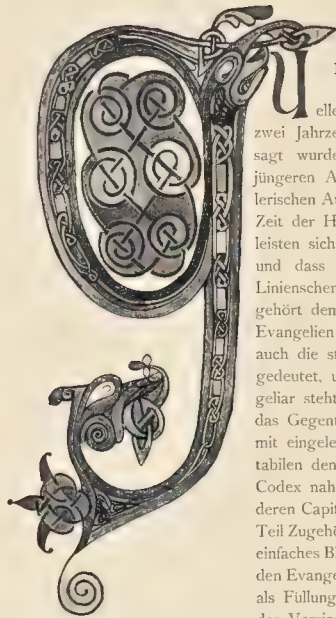 g
U
elle
zwei Jahrze
sagt wurde
jüngeren A
lerischen A
Zeit der H
leisten sich
und dass
Linienscher
gehört dem
Evangelien
auch die st
gedeutet, u
geliar steht
das Gegent
mit eingele
tabilen den
Codex nah
deren Capit
Teil Zugehö
einfaches Bl
den Evange
als Füllung